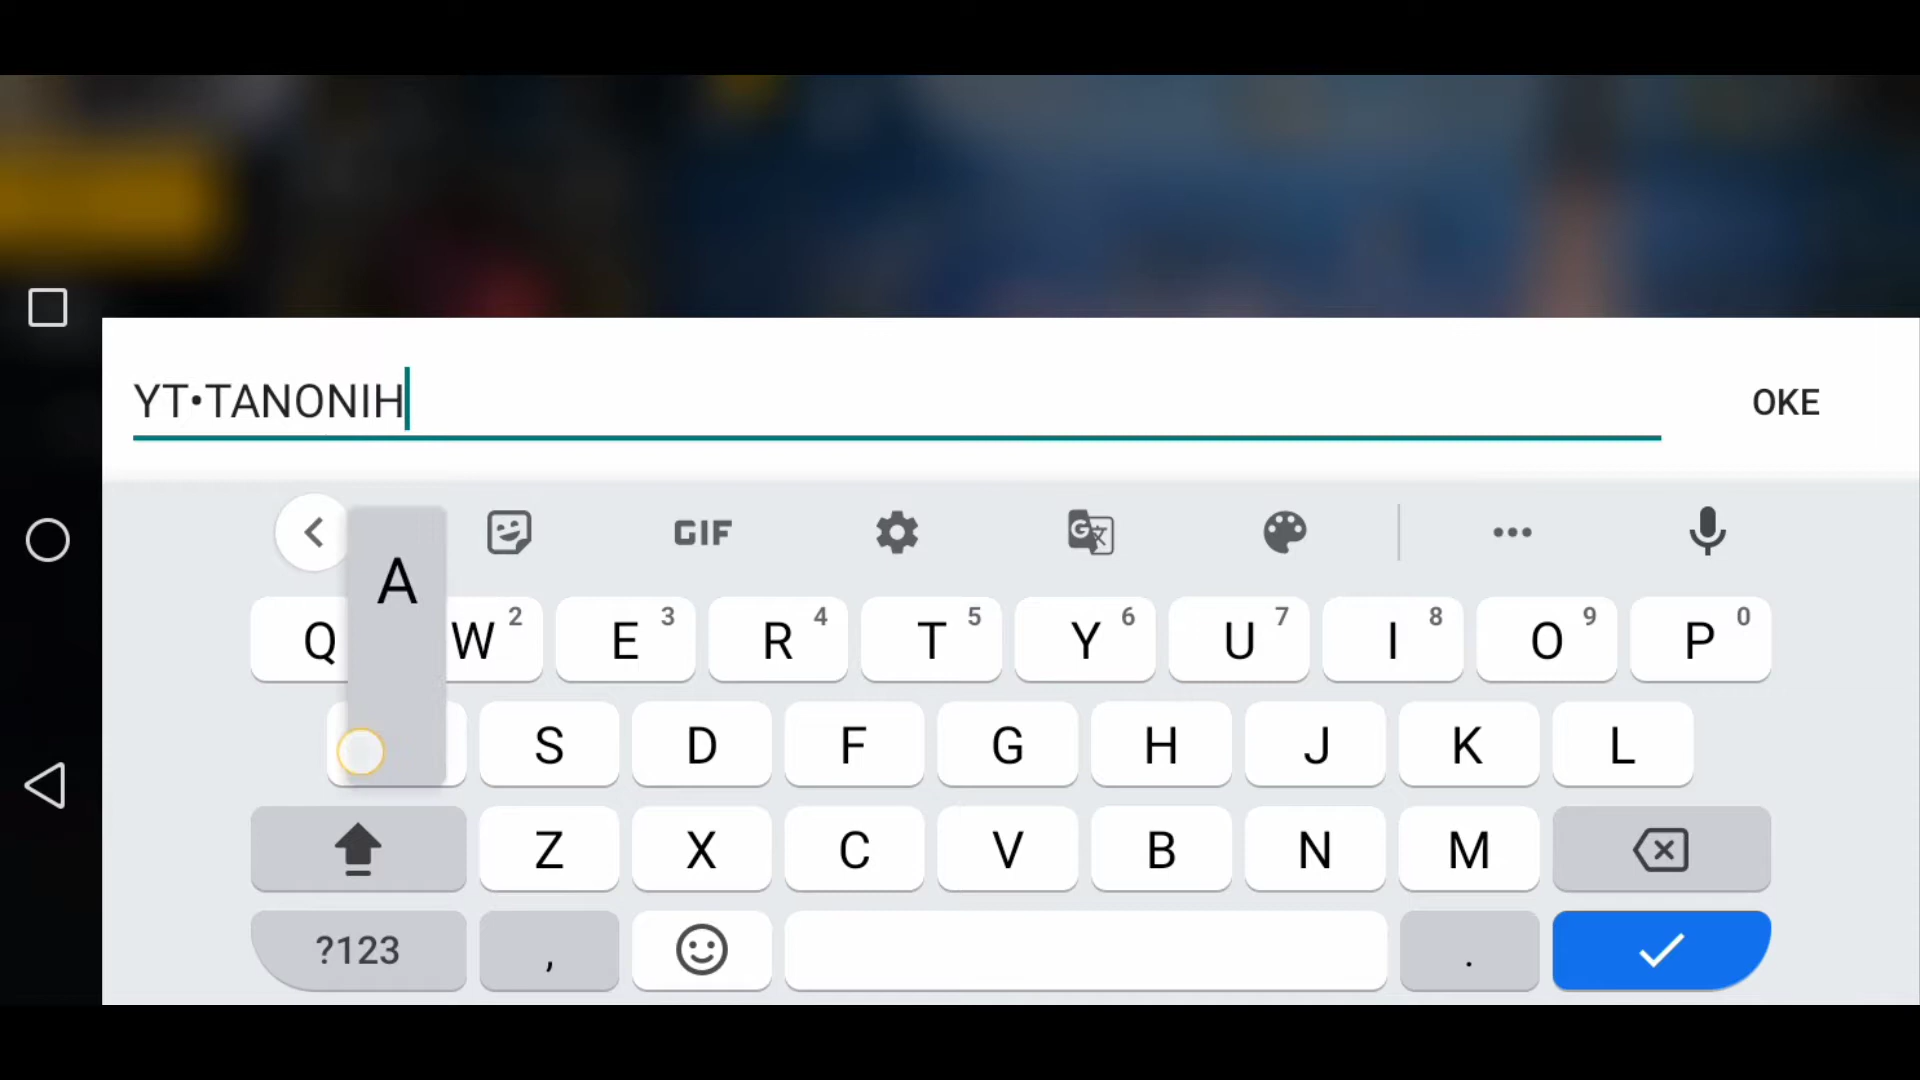 YT•TANONIH
OKE
GIF
A
Q W 2 E 3 R 4 T 5 Y 6 U 7 I 8 O 9 P 0
S D F G H J K L
Z X C V B N M
?123 , .